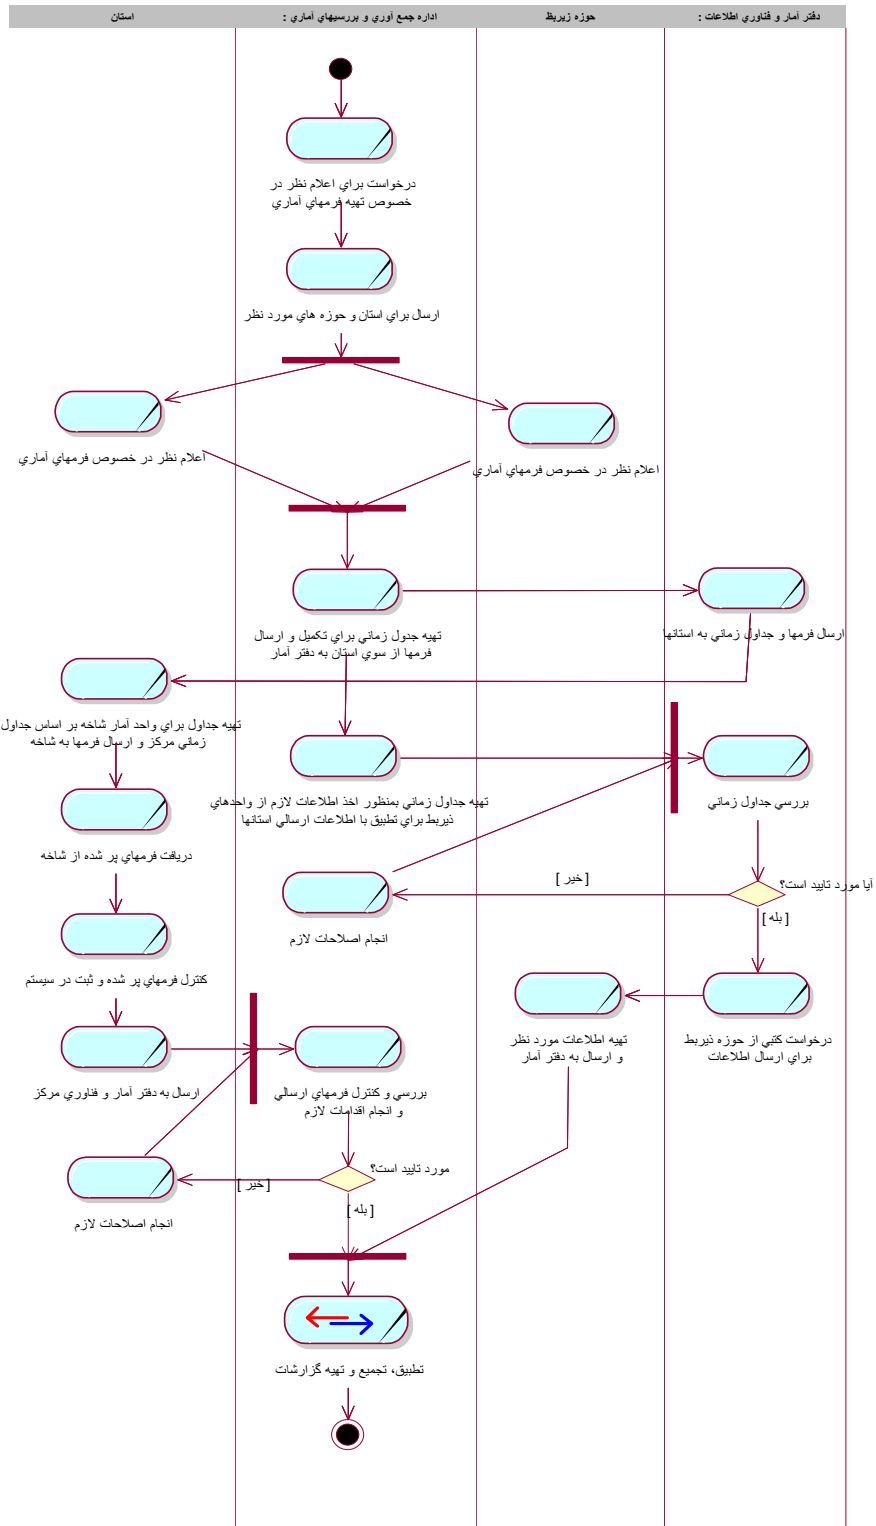 دفتر آمار و فناوري اطلاعات :
حوزه زيربط
اداره جمع آوري و بررسيهاي آماري :
استان
درخواست براي اعلام نظر در
خصوص تهيه فرمهاي آماري
ارسال براي استان و حوزه هاي مورد نظر
اعلام نظر در خصوص فرمهاي آماري
اعلام نظر در خصوص فرمهاي آماري
تهيه جدول زماني براي تكميل و ارسال
فرمها از سوي استان به دفتر آمار
ارسال فرمها و جداول زماني به استانها
تهيه جداول براي واحد آمار شاخه بر اساس جداول
زماني مركز و ارسال فرمها به شاخه
تهيه جداول زماني بمنظور اخذ اطلاعات لازم از واحدهاي
ذيربط براي تطبيق با اطلاعات ارسالي استانها
بررسي جداول زماني
دريافت فرمهاي پر شده از شاخه
آيا مورد تاييد است؟
[ خير ]
[ بله ]
انجام اصلاحات لازم
كنترل فرمهاي پر شده و ثبت در سيستم
درخواست كتبي از حوزه ذيربط
براي ارسال اطلاعات
تهيه اطلاعات مورد نظر
و ارسال به دفتر آمار
ارسال به دفتر آمار و فناوري مركز
بررسي و كنترل فرمهاي ارسالي
و انجام اقدامات لازم
مورد تاييد است؟
[ خير ]
[ بله ]
انجام اصلاحات لازم
تطبيق، تجميع و تهيه گزارشات